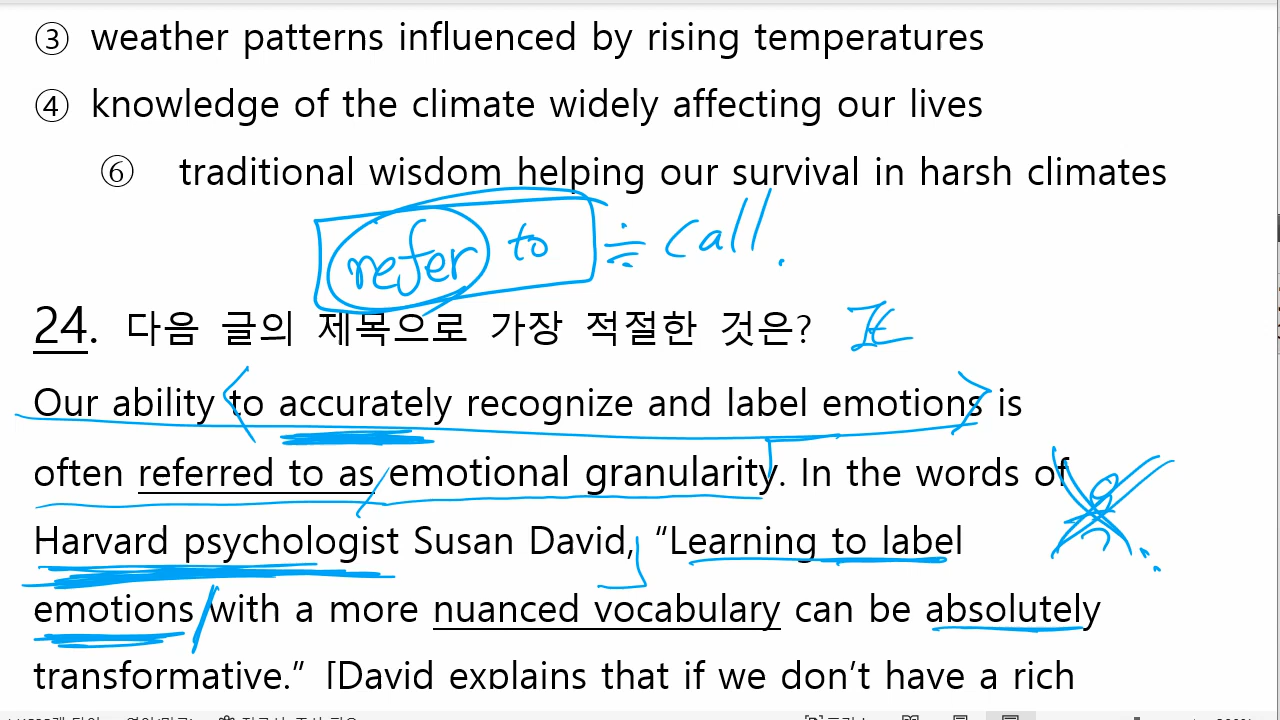 ③ weather patterns influenced by rising temperatures
④ knowledge of the climate widely affecting our lives
⑥ traditional wisdom helping our survival in harsh climates
refer to ≒ call.
24. 다음 글의 제목으로 가장 적절한 것은?
Our ability to accurately recognize and label emotions is
often referred to as emotional granularity. In the words of
Harvard psychologist Susan David, “Learning to label
emotions with a more nuanced vocabulary can be absolutely
transformative.” [David explains that if we don’t have a rich